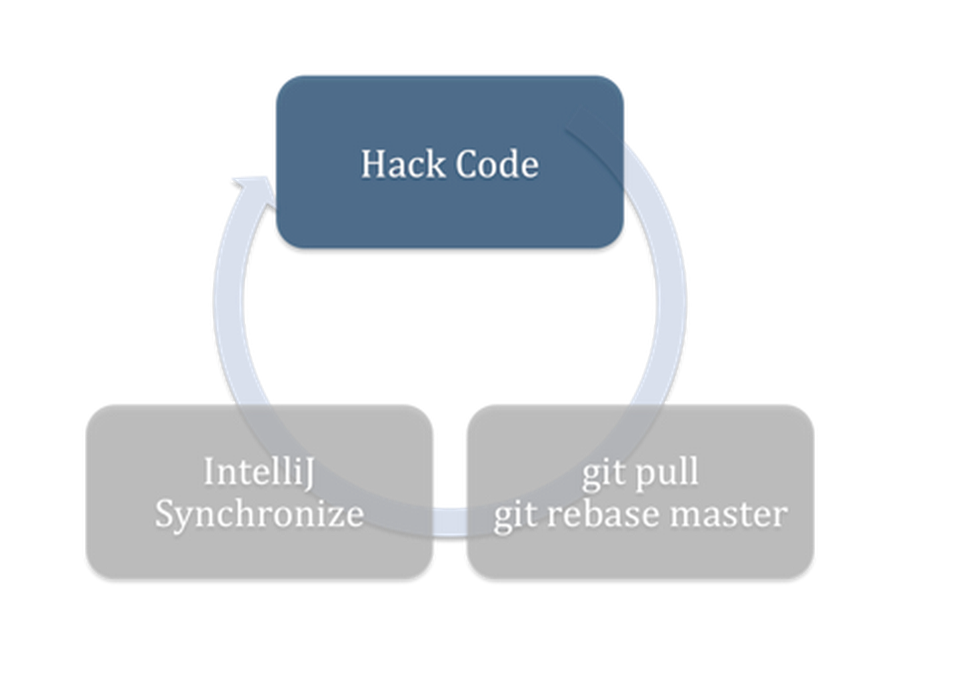 Hack Code
IntelliJ
Synchronize
git pull
git rebase master